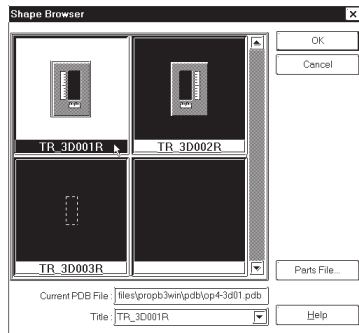 Shape Browser
OK
Cancel
TR_3D001R
TR_3D002R
TR_3D003R
Parts File...
Current PDB File : files\propb3win\pdb\op4-3d01.pdb
Title : TR_3D001R
Help